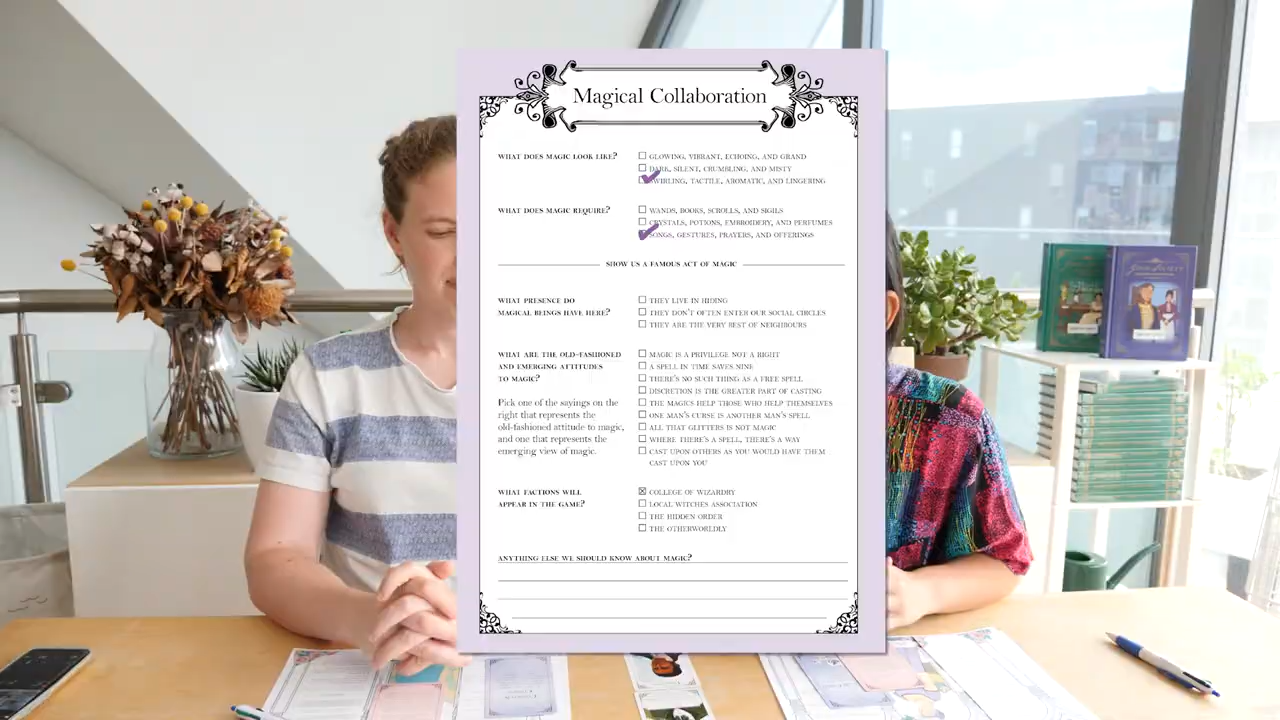 Magical Collaboration
WHAT DOES MAGIC LOOK LIKE?
☐ GLOWING, VIBRANT, ECHOING, AND GRAND
DARK, SILENT, CRUMBLING, AND MISTY
SWIRLING, TACTILE, AROMATIC, AND LINGERING
WHAT DOES MAGIC REQUIRE?
☐ WANDS, BOOKS, SCROLLS, AND SIGILS
CRYSTALS, POTIONS, EMBROIDERY, AND PERFUMES
SONGS, GESTURES, PRAYERS, AND OFFERINGS
SHOW US A FAMOUS ACT OF MAGIC
WHAT PRESENCE DO
MAGICAL BEINGS HAVE HERE?
☐ THEY LIVE IN HIDING
☐ THEY DON'T OFTEN ENTER OUR SOCIAL CIRCLES
☐ THEY ARE THE VERY BEST OF NEIGHBOURS
WHAT ARE THE OLD-FASHIONED
AND EMERGING ATTITUDES
TO MAGIC?
Pick one of the sayings on the
right that represents the
old-fashioned attitude to magic,
and one that represents the
emerging view of magic.
☐ MAGIC IS A PRIVILEGE NOT A RIGHT
☐ A SPELL IN TIME SAVES NINE
☐ THERE'S NO SUCH THING AS A FREE SPELL
☐ DISCRETION IS THE GREATER PART OF CASTING
☐ THE MAGICS HELP THOSE WHO HELP THEMSELVES
☐ ONE MAN'S CURSE IS ANOTHER MAN'S SPELL
☐ ALL THAT GLITTERS IS NOT MAGIC
☐ WHERE THERE'S A SPELL, THERE'S A WAY
☐ CAST UPON OTHERS AS YOU WOULD HAVE THEM
CAST UPON YOU
WHAT FACTIONS WILL
APPEAR IN THE GAME?
☒ COLLEGE OF WIZARDRY
☐ LOCAL WITCHES ASSOCIATION
☐ THE HIDDEN ORDER
☐ THE OTHERWORLDLY
ANYTHING ELSE WE SHOULD KNOW ABOUT MAGIC?